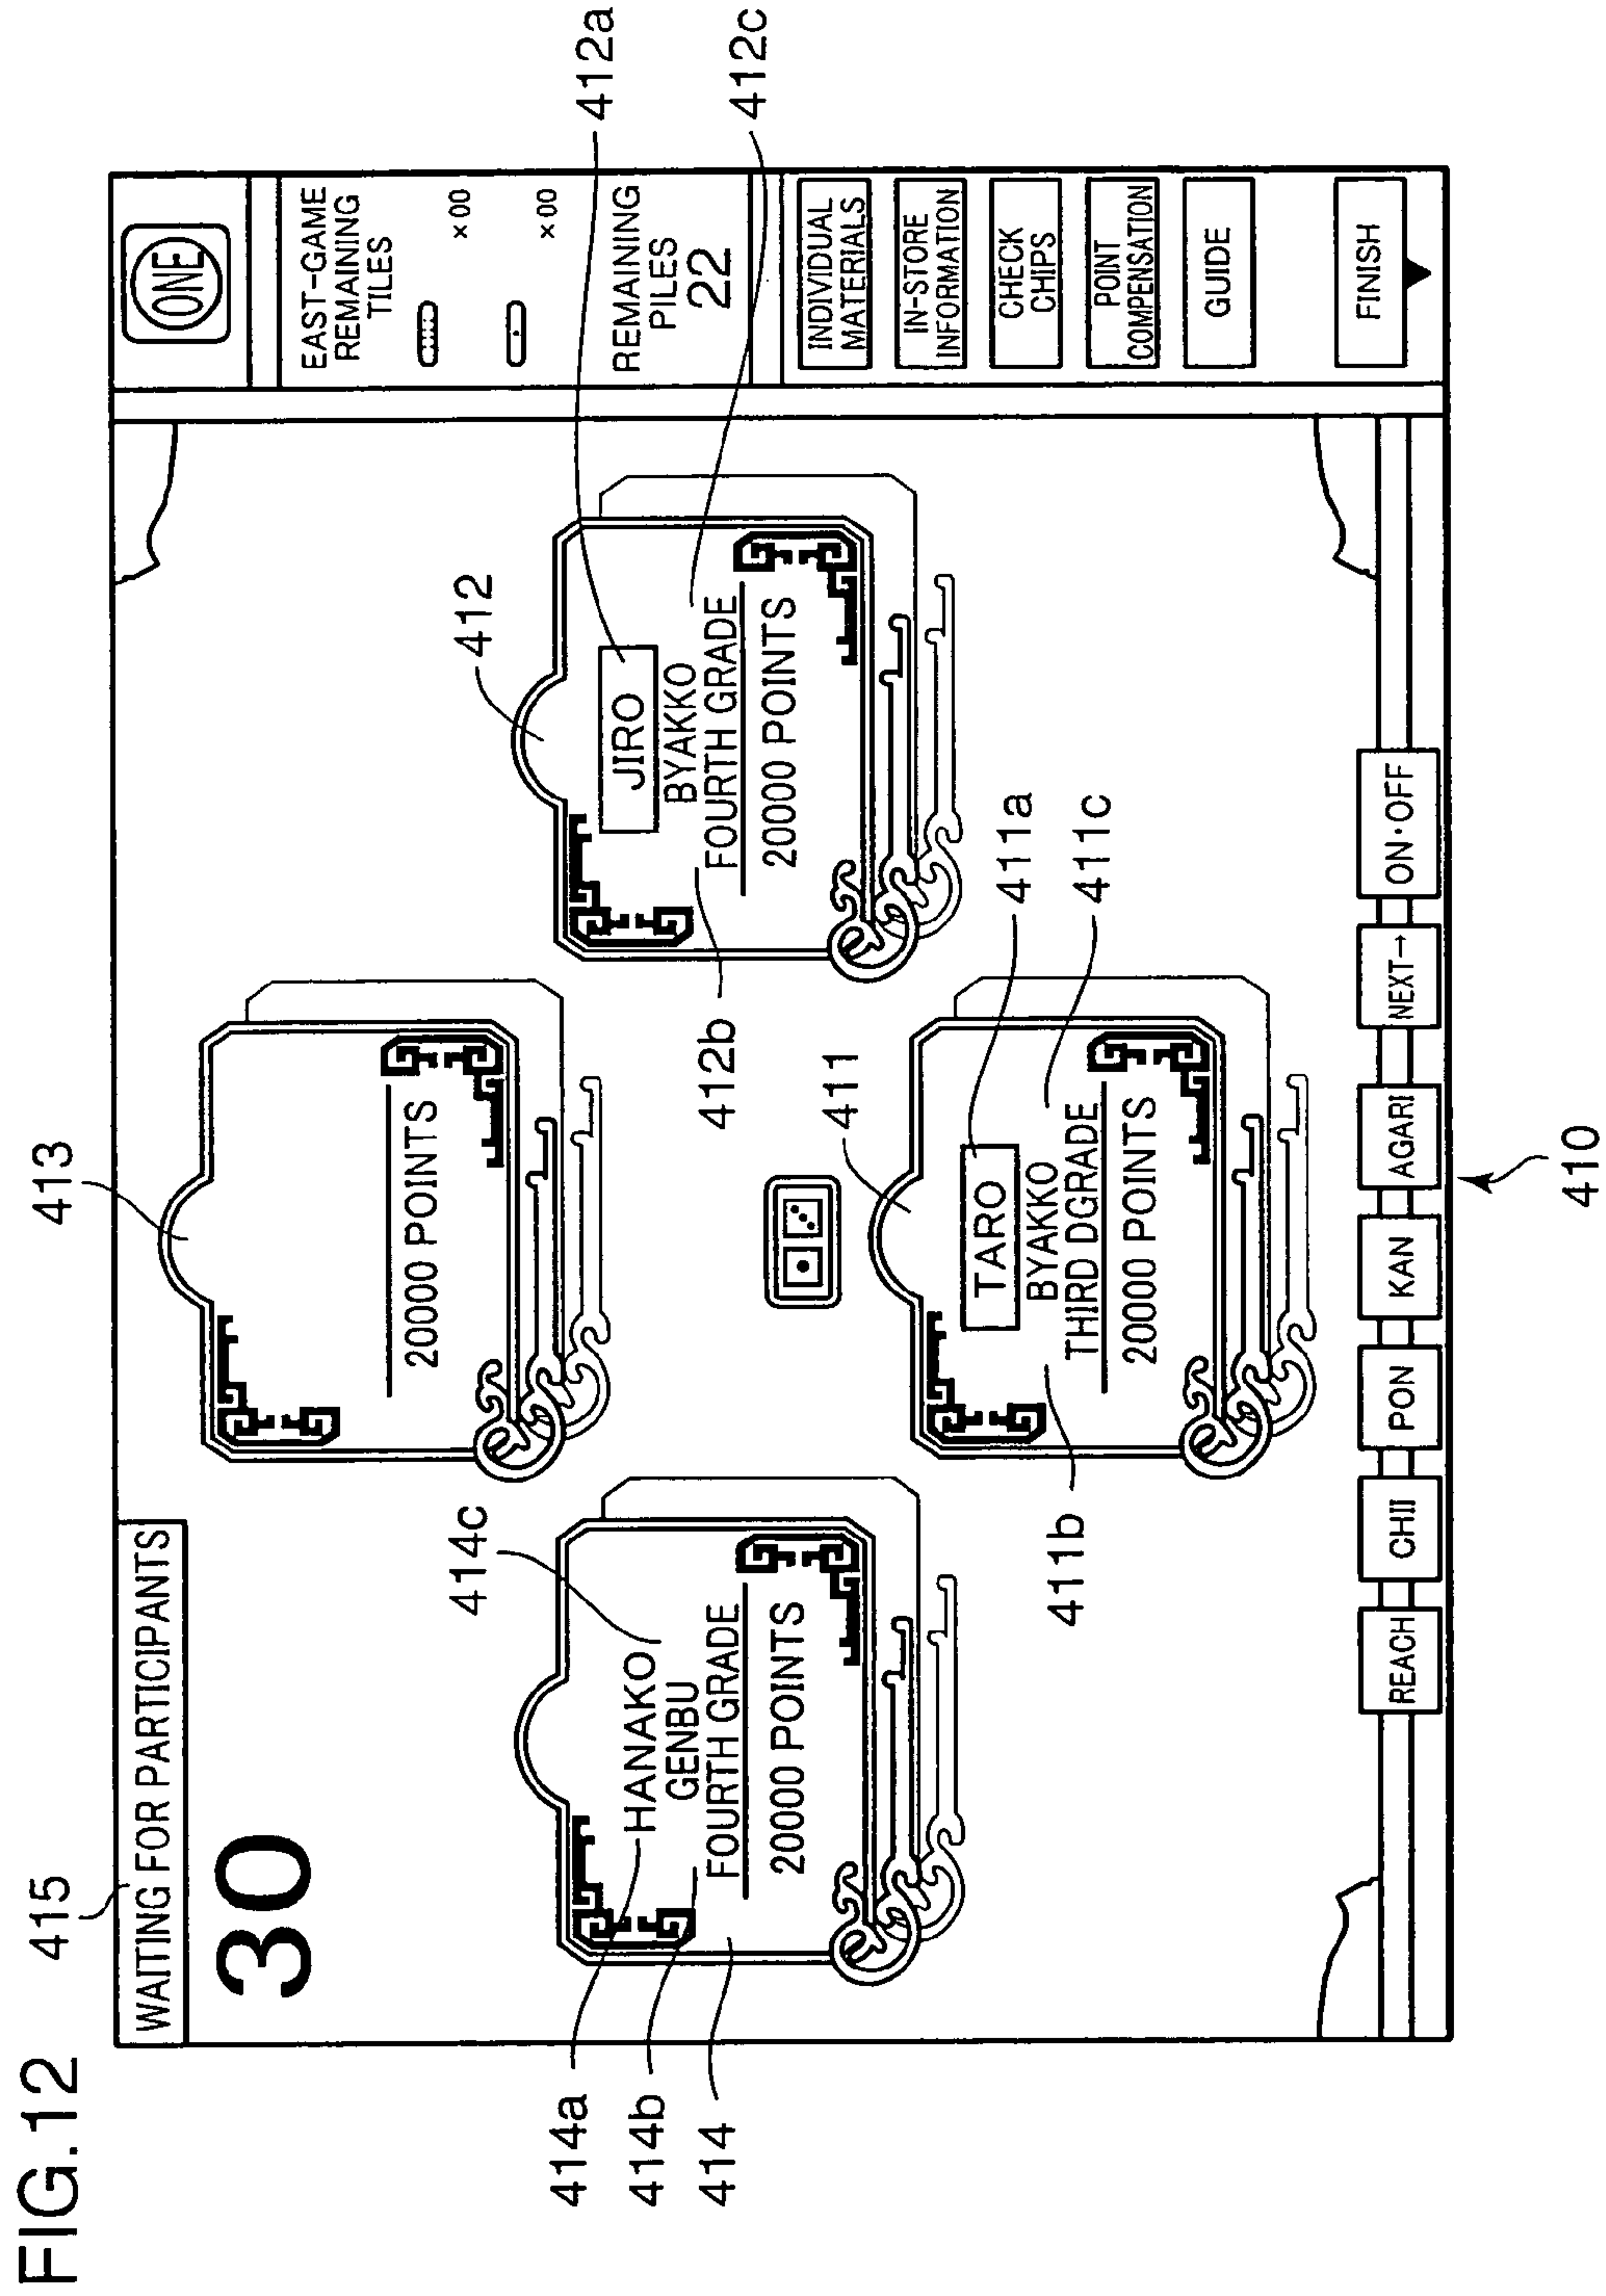 FIG.12
415
WAITING FOR PARTICIPANTS
30
413
20000 POINTS
414a
414b
414
414c
HANAKO
GENBU
FOURTH GRADE
20000 POINTS
412
412a
412c
JIRO
BYAKKO
FOURTH GRADE
20000 POINTS
412b
411
411a
411c
TARO
BYAKKO
THIRD DGRADE
20000 POINTS
411b
ONE
EAST-GAME
REMAINING
TILES
×00
×00
REMAINING
PILES
22
INDIVIDUAL
MATERIALS
IN-STORE
INFORMATION
CHECK
CHIPS
POINT
COMPENSATION
GUIDE
FINISH
REACH
CHII
PON
KAN
AGARI
NEXT→
ON·OFF
410